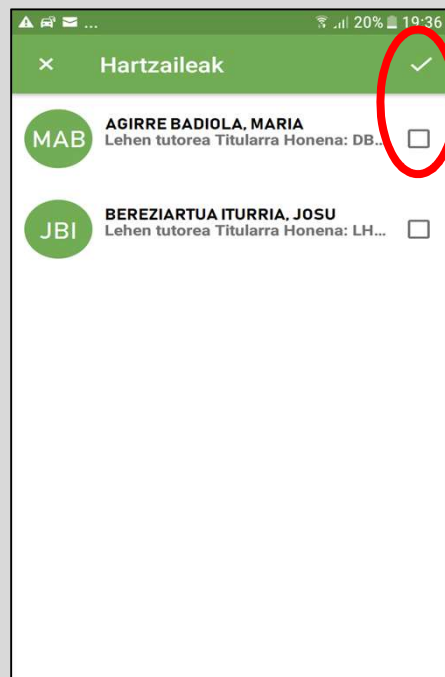 ... 20% 19:36
× Hartzaileak
MAB
AGIRRE BADIOLA, MARIA
Lehen tutorea Titularra Honena: DB..
JBI
BEREZIARTUA ITURRIA, JOSU
Lehen tutorea Titularra Honena: LH...